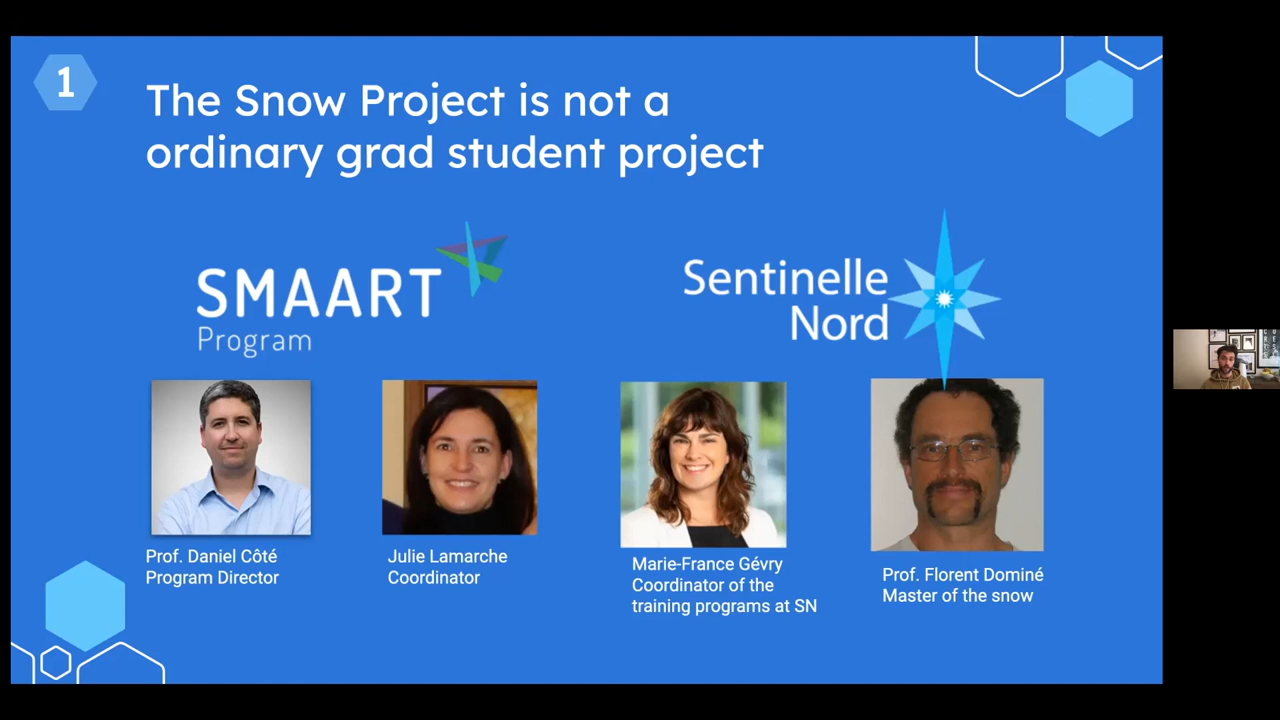 1
The Snow Project is not a
ordinary grad student project
SMAART
Program
Sentinelle
Nord
Prof. Daniel Côté
Program Director
Julie Lamarche
Coordinator
Marie-France Gévry
Coordinator of the
training programs at SN
Prof. Florent Dominé
Master of the snow